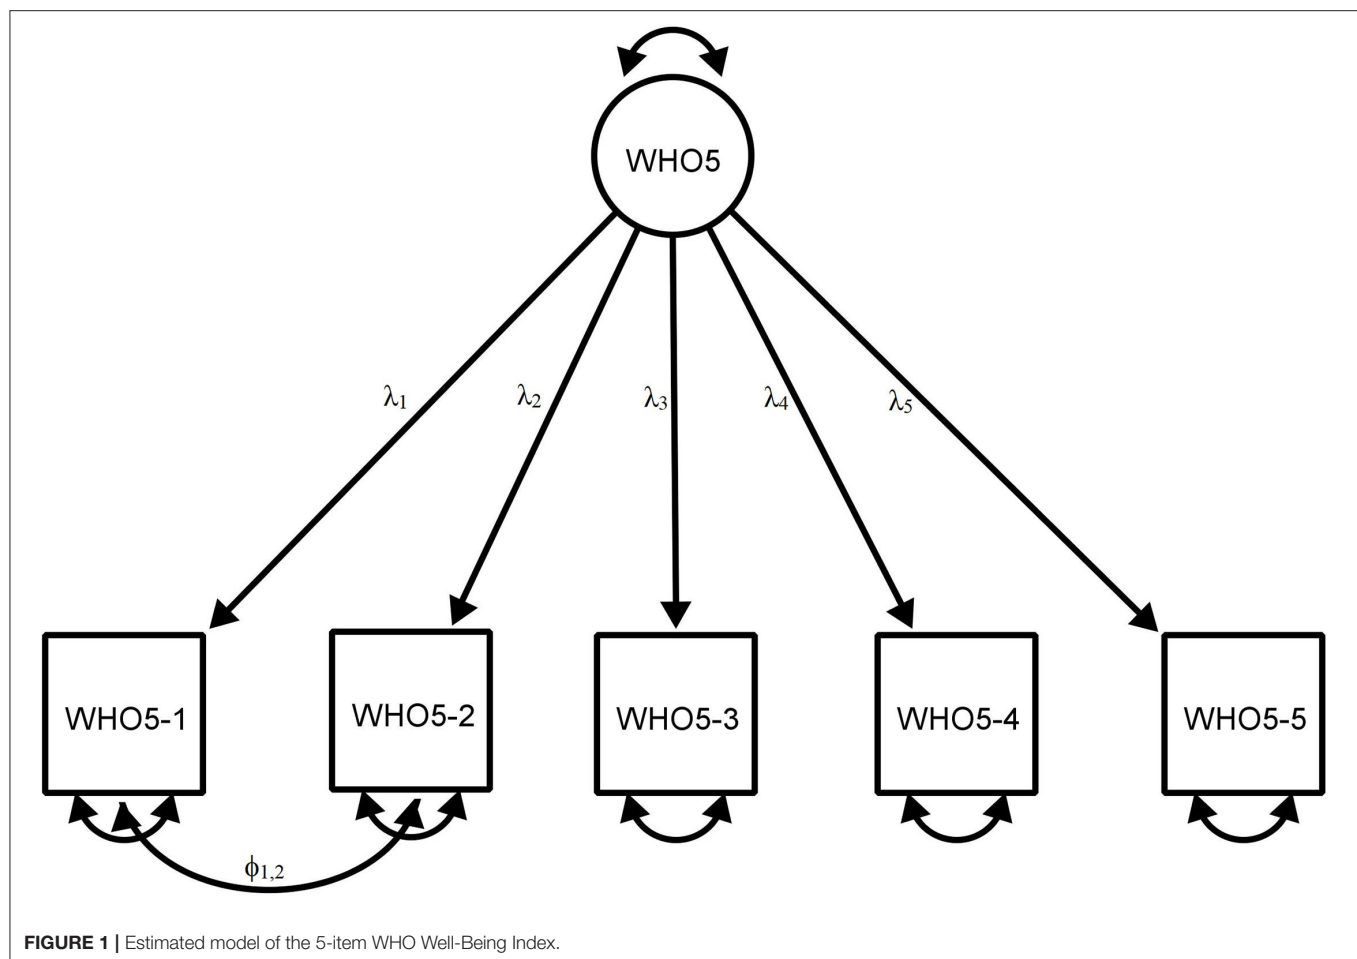 WHO5
λ1 λ2 λ3 λ4 λ5
WHO5-1 WHO5-2 WHO5-3 WHO5-4 WHO5-5
ϕ1,2
FIGURE 1 | Estimated model of the 5-item WHO Well-Being Index.